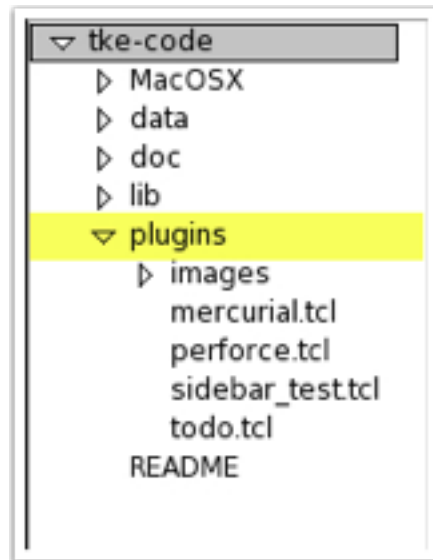 tke-code
MacOSX
data
doc
lib
plugins
images
mercurial.tcl
perforce.tcl
sidebar_test.tcl
todo.tcl
README